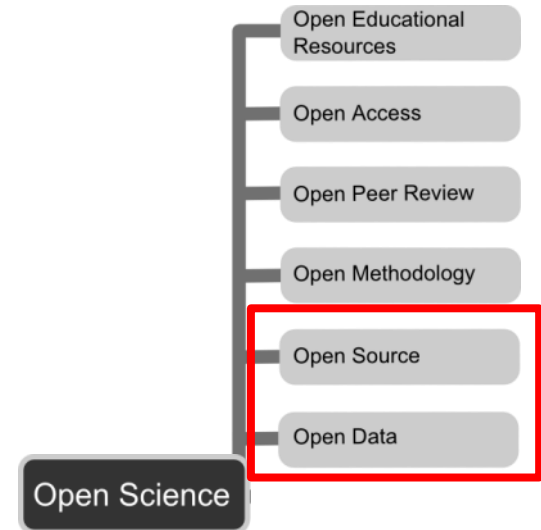 Open Educational
Resources
Open Access
Open Peer Review
Open Methodology
Open Source
Open Data
Open Science